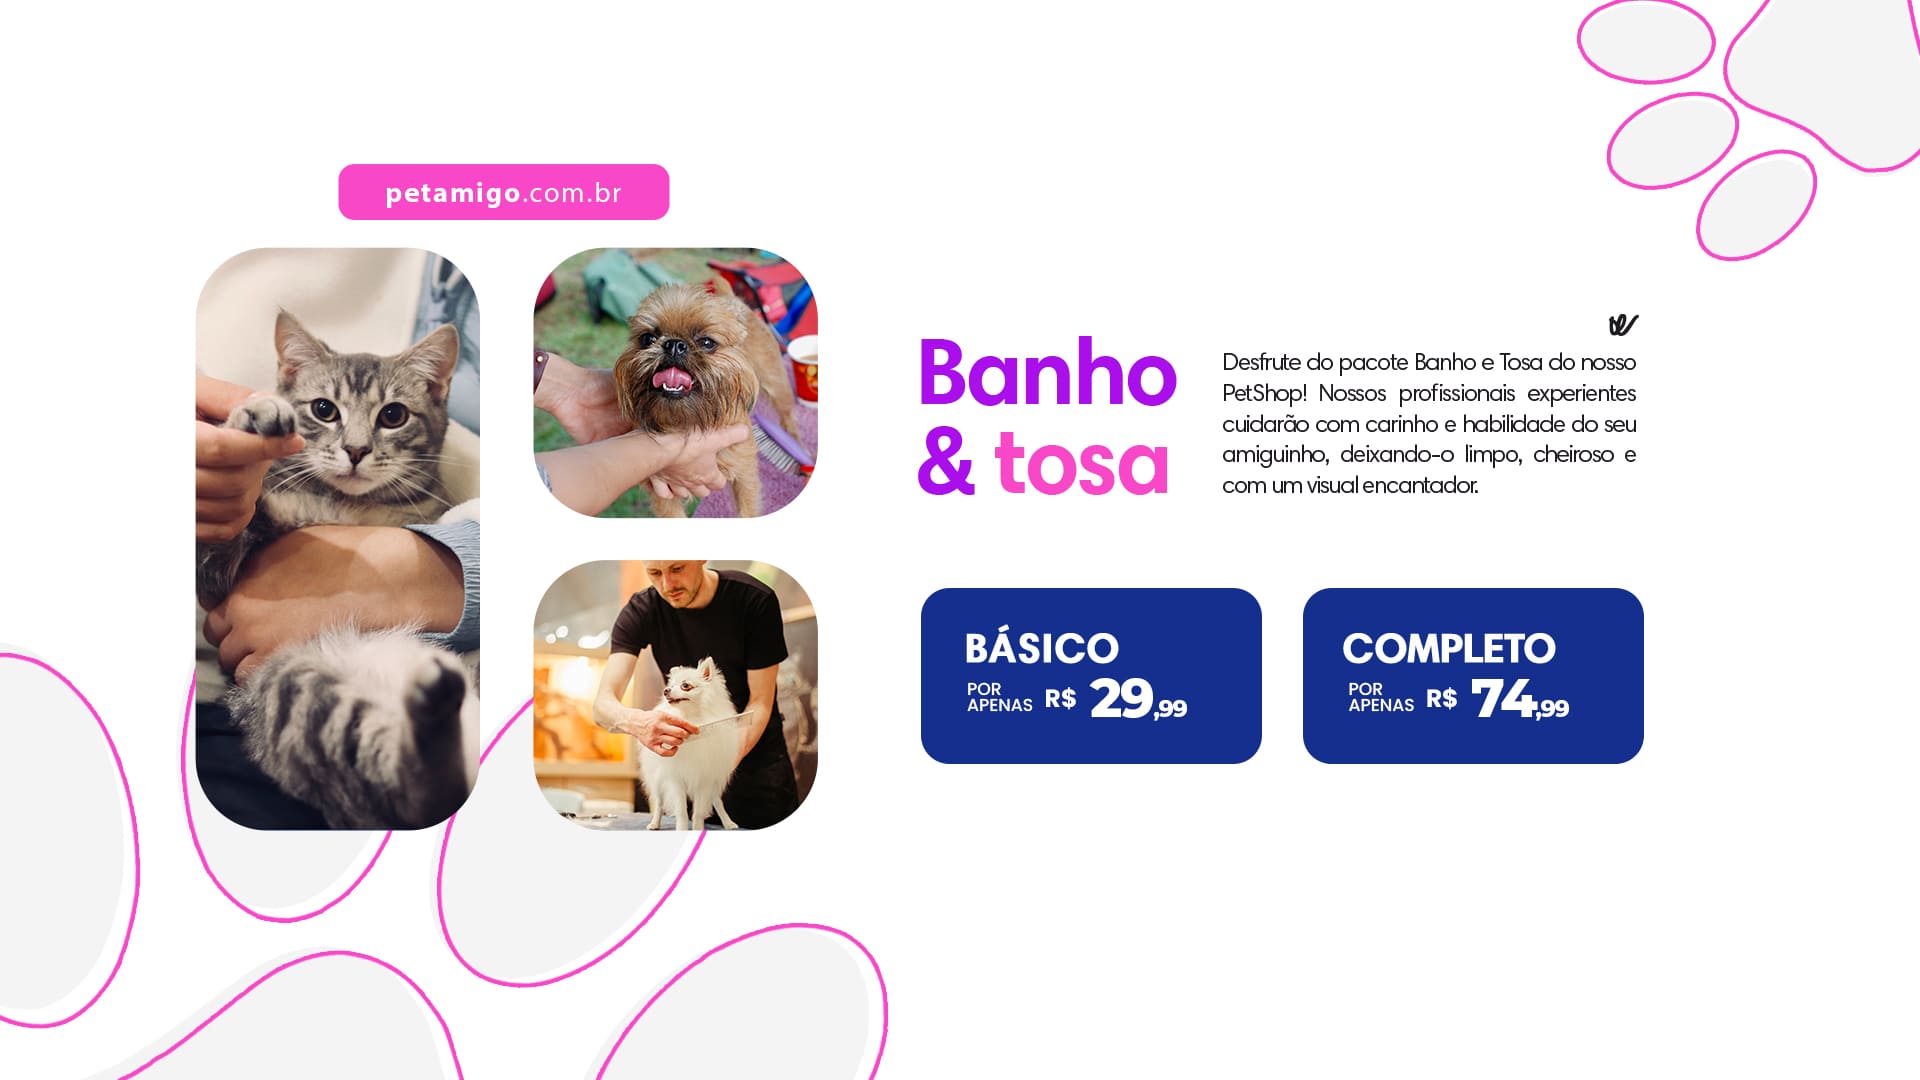 petamigo.com.br
Banho
& tosa
Desfrute do pacote Banho e Tosa do nosso
PetShop! Nossos profissionais experientes
cuidarão com carinho e habilidade do seu
amiguinho, deixando-o limpo, cheiroso e
com um visual encantador.
BÁSICO
POR
APENAS R$ 29,99
COMPLETO
POR
APENAS R$ 74,99